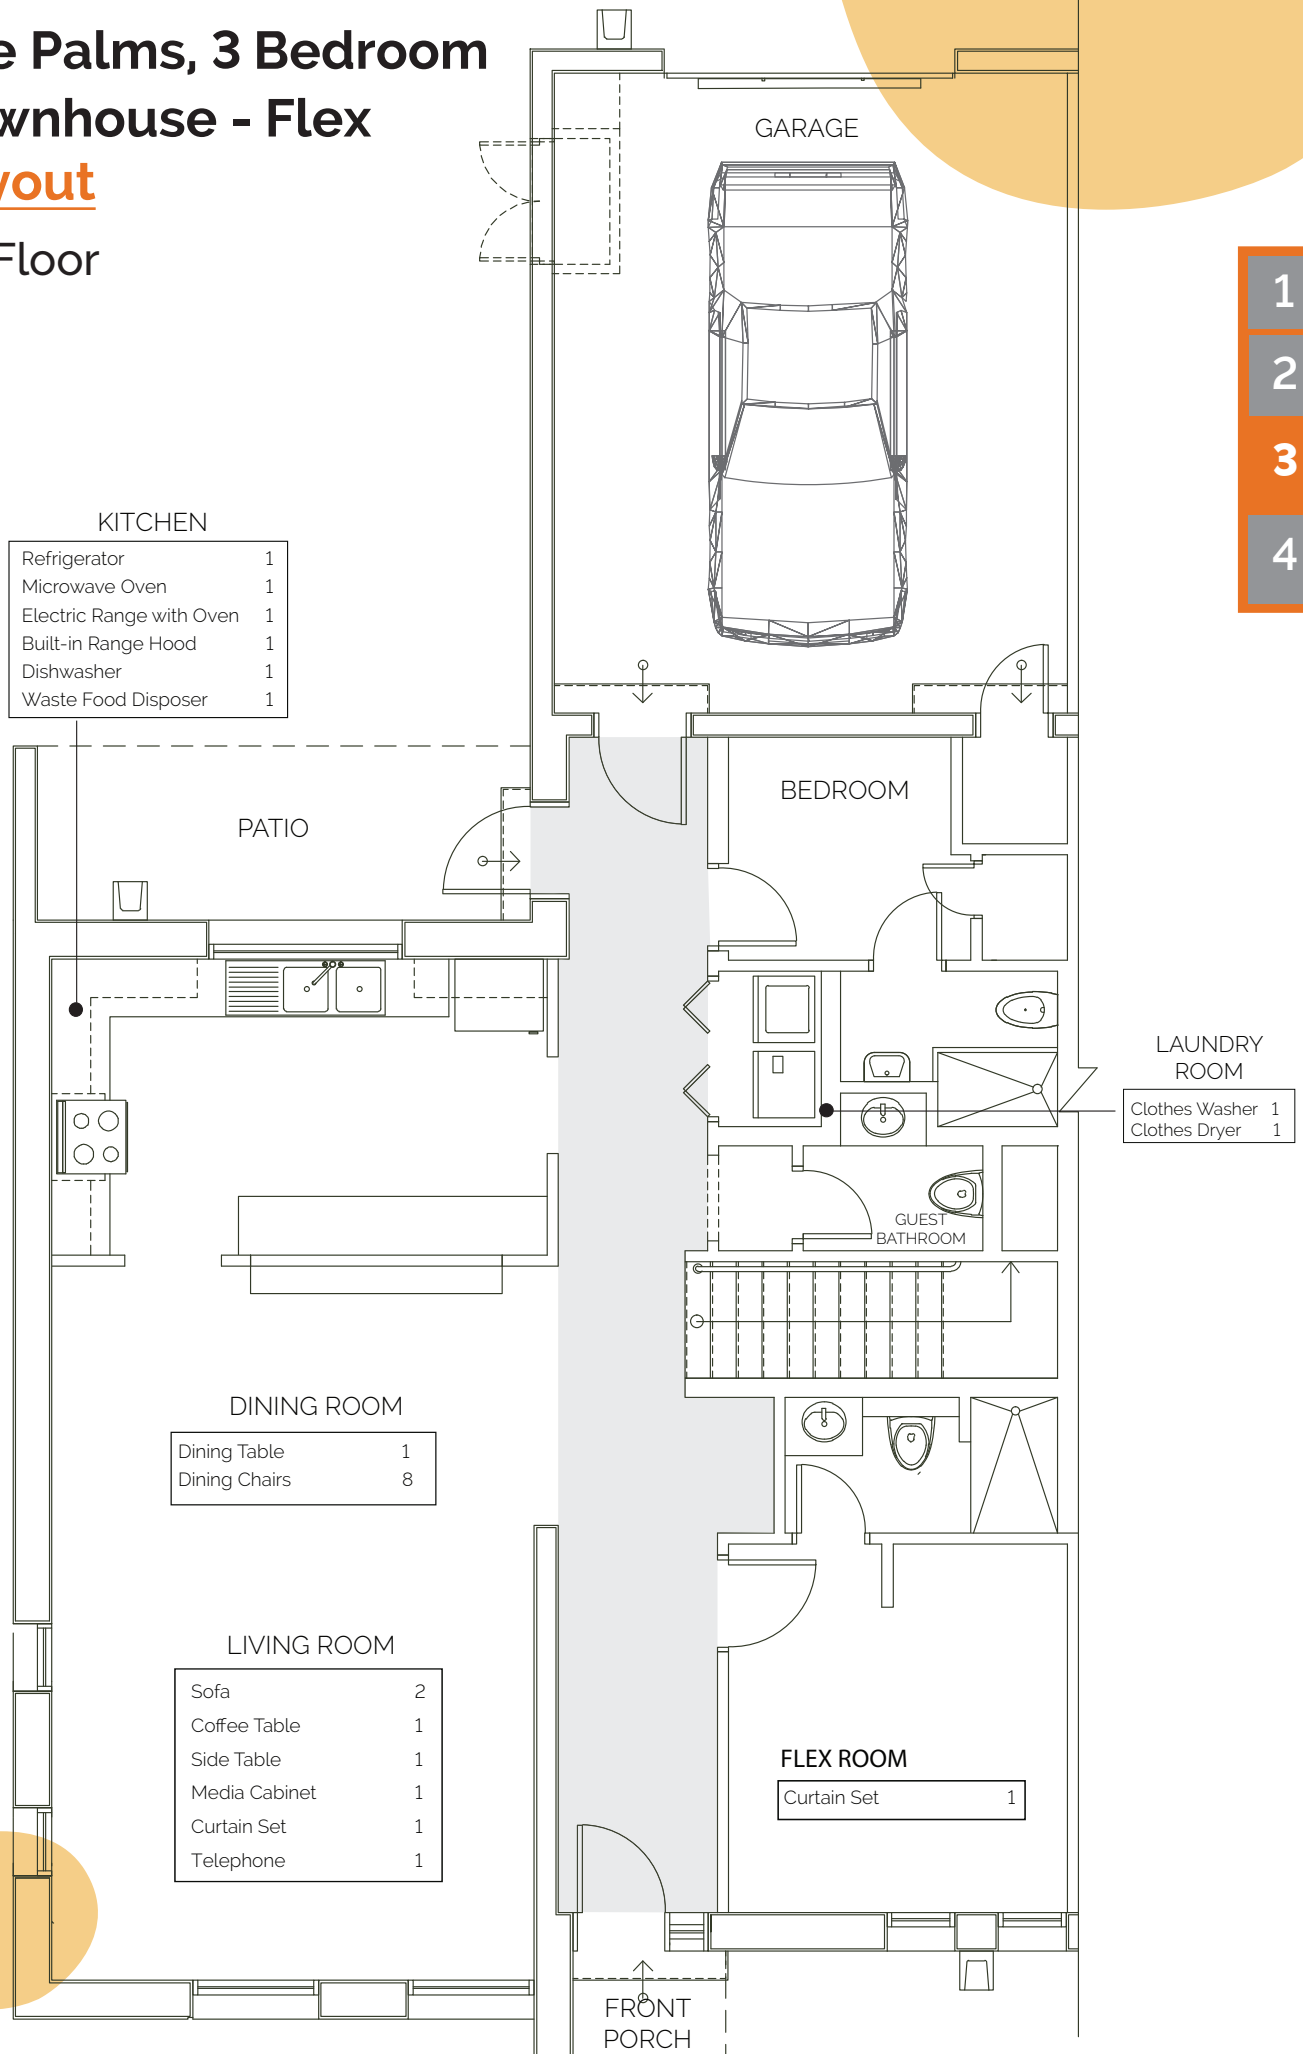 e Palms, 3 Bedroom
wnhouse - Flex
yout
Floor
GARAGE
1
2
3
4
KITCHEN
Refrigerator 1
Microwave Oven 1
Electric Range with Oven 1
Built-in Range Hood 1
Dishwasher 1
Waste Food Disposer 1
BEDROOM
PATIO
LAUNDRY
ROOM
Clothes Washer 1
Clothes Dryer 1
GUEST
BATHROOM
DINING ROOM
Dining Table 1
Dining Chairs 8
LIVING ROOM
Sofa 2
Coffee Table 1
Side Table 1
Media Cabinet 1
Curtain Set 1
Telephone 1
FLEX ROOM
Curtain Set 1
FRONT
PORCH